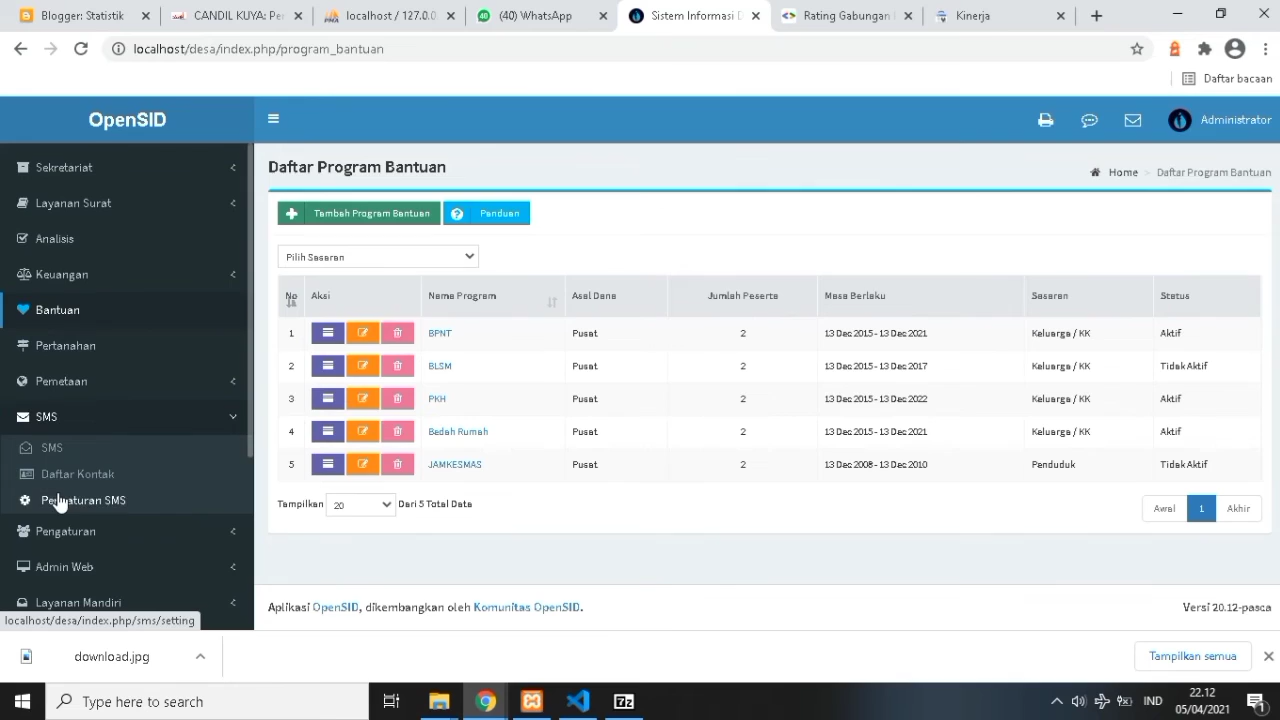 Blogger: Statistik
CANDIL KUYA: Per
localhost / 127.0.0
(40) WhatsApp
Sistem Informasi D
Rating Gabungan
Kinerja
localhost/desa/index.php/program_bantuan
Daftar bacaan
OpenSID
Administrator
Sekretariat
Layanan Surat
Analisis
Keuangan
Bantuan
Pertanahan
Pemetaan
SMS
SMS
Daftar Kontak
Pengaturan SMS
Pengaturan
Admin Web
Layanan Mandiri
localhost/desa/index.php/sms/setting
Daftar Program Bantuan
Home > Daftar Program Bantuan
Tambah Program Bantuan
Panduan
Pilih Sasaran
No Aksi Nama Program Asal Dana Jumlah Peserta Masa Berlaku Sasaran Status
1 BPNT Pusat 2 13 Dec 2015 - 13 Dec 2021 Keluarga / KK Aktif
2 BLSM Pusat 2 13 Dec 2015 - 13 Dec 2017 Keluarga / KK Tidak Aktif
3 PKH Pusat 2 13 Dec 2015 - 13 Dec 2022 Keluarga / KK Aktif
4 Bedah Rumah Pusat 2 13 Dec 2015 - 13 Dec 2021 Keluarga / KK Aktif
5 JAMKESMAS Pusat 2 13 Dec 2008 - 13 Dec 2010 Penduduk Tidak Aktif
Tampilkan 20 Dari 5 Total Data
Awal 1 Akhir
Aplikasi OpenSID, dikembangkan oleh Komunitas OpenSID.
Versi 20.12-pasca
download.jpg
Tampilkan semua
Type here to search
IND
22.12
05/04/2021
1